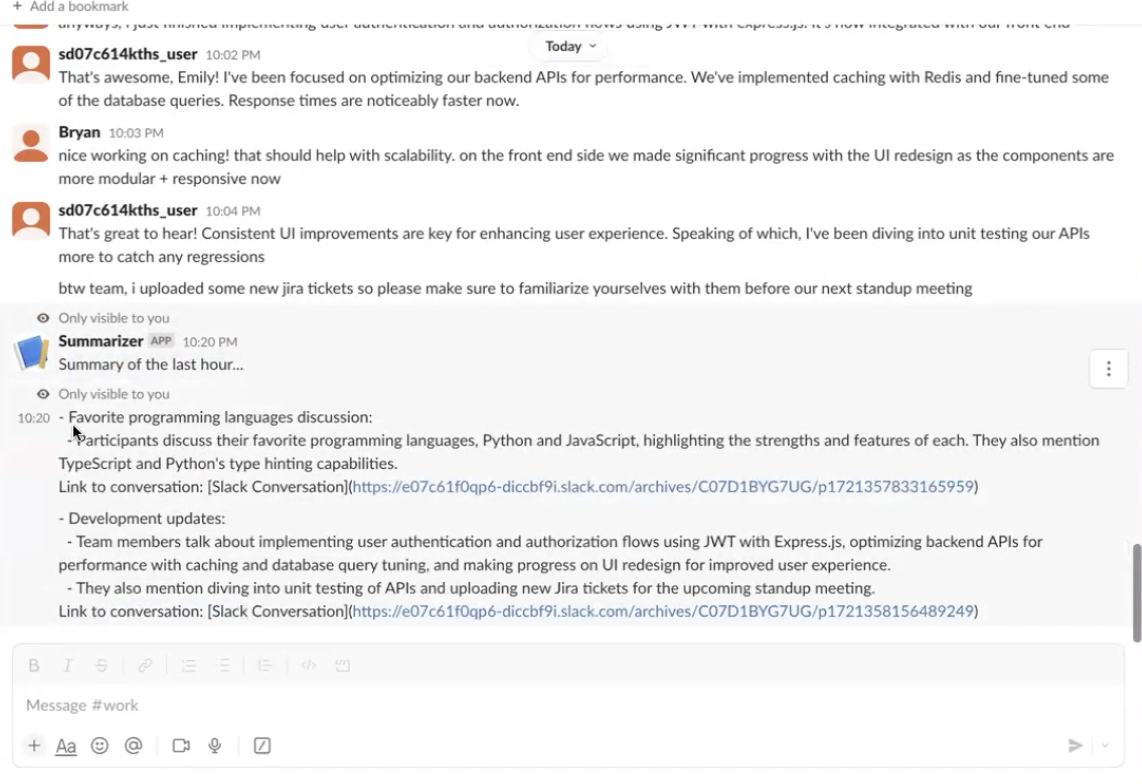 + Add a bookmark
anyways, i just finished implementing user authentication and authorization flows using JWT with Express.js. it's now integrated with our front end
Today
sd07c614kths_user 10:02 PM
That's awesome, Emily! I've been focused on optimizing our backend APIs for performance. We've implemented caching with Redis and fine-tuned some
of the database queries. Response times are noticeably faster now.
Bryan 10:03 PM
nice working on caching! that should help with scalability. on the front end side we made significant progress with the UI redesign as the components are
more modular + responsive now
sd07c614kths_user 10:04 PM
That's great to hear! Consistent UI improvements are key for enhancing user experience. Speaking of which, I've been diving into unit testing our APIs
more to catch any regressions
btw team, i uploaded some new jira tickets so please make sure to familiarize yourselves with them before our next standup meeting
Only visible to you
Summarizer APP 10:20 PM
Summary of the last hour...
Only visible to you
10:20 - Favorite programming languages discussion:
- Participants discuss their favorite programming languages, Python and JavaScript, highlighting the strengths and features of each. They also mention
TypeScript and Python's type hinting capabilities.
Link to conversation: [Slack Conversation](https://e07c61f0qp6-diccbf9i.slack.com/archives/C07D1BYG7UG/p1721357833165959)
- Development updates:
- Team members talk about implementing user authentication and authorization flows using JWT with Express.js, optimizing backend APIs for
performance with caching and database query tuning, and making progress on UI redesign for improved user experience.
- They also mention diving into unit testing of APIs and uploading new Jira tickets for the upcoming standup meeting.
Link to conversation: [Slack Conversation](https://e07c61f0qp6-diccbf9i.slack.com/archives/C07D1BYG7UG/p1721358156489249)
B I S
Message #work
+ Aa @